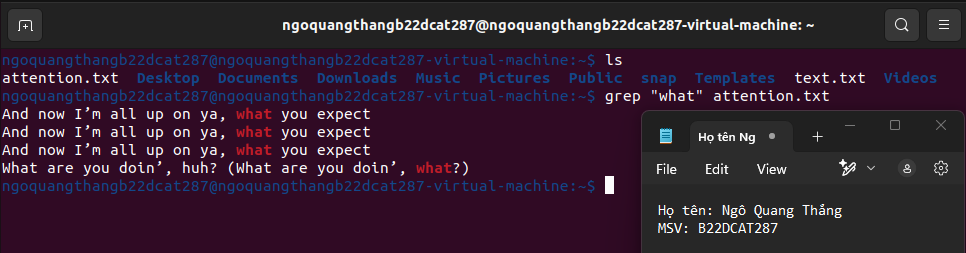 ngoquangthangb22dcat287@ngoquangthangb22dcat287-virtual-machine: ~
ngoquangthangb22dcat287@ngoquangthangb22dcat287-virtual-machine:~$ ls
attention.txt Desktop Documents Downloads Music Pictures Public snap Templates text.txt Videos
ngoquangthangb22dcat287@ngoquangthangb22dcat287-virtual-machine:~$ grep "what" attention.txt
And now I’m all up on ya, what you expect
And now I’m all up on ya, what you expect
And now I’m all up on ya, what you expect
What are you doin’, huh? (What are you doin’, what?)
ngoquangthangb22dcat287@ngoquangthangb22dcat287-virtual-machine:~$
Họ tên Ng
File Edit View
Họ tên: Ngô Quang Thắng
MSV: B22DCAT287